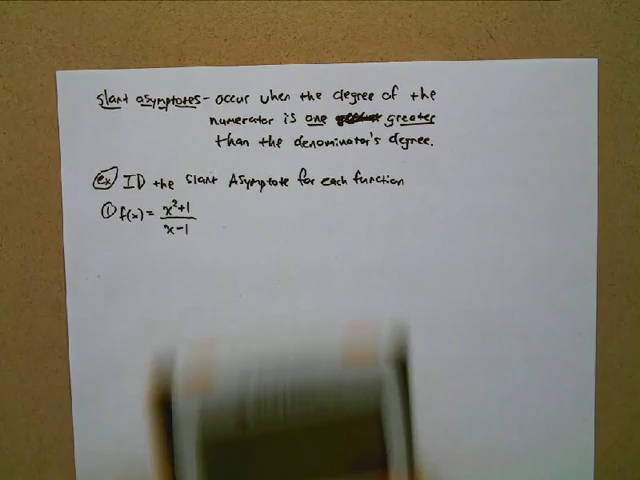 Slant asymptotes - occur when the degree of the
numerator is one greater
than the denominator's degree.
ex ID the Slant Asymptote for each function
① f(x) = x²+1
x-1